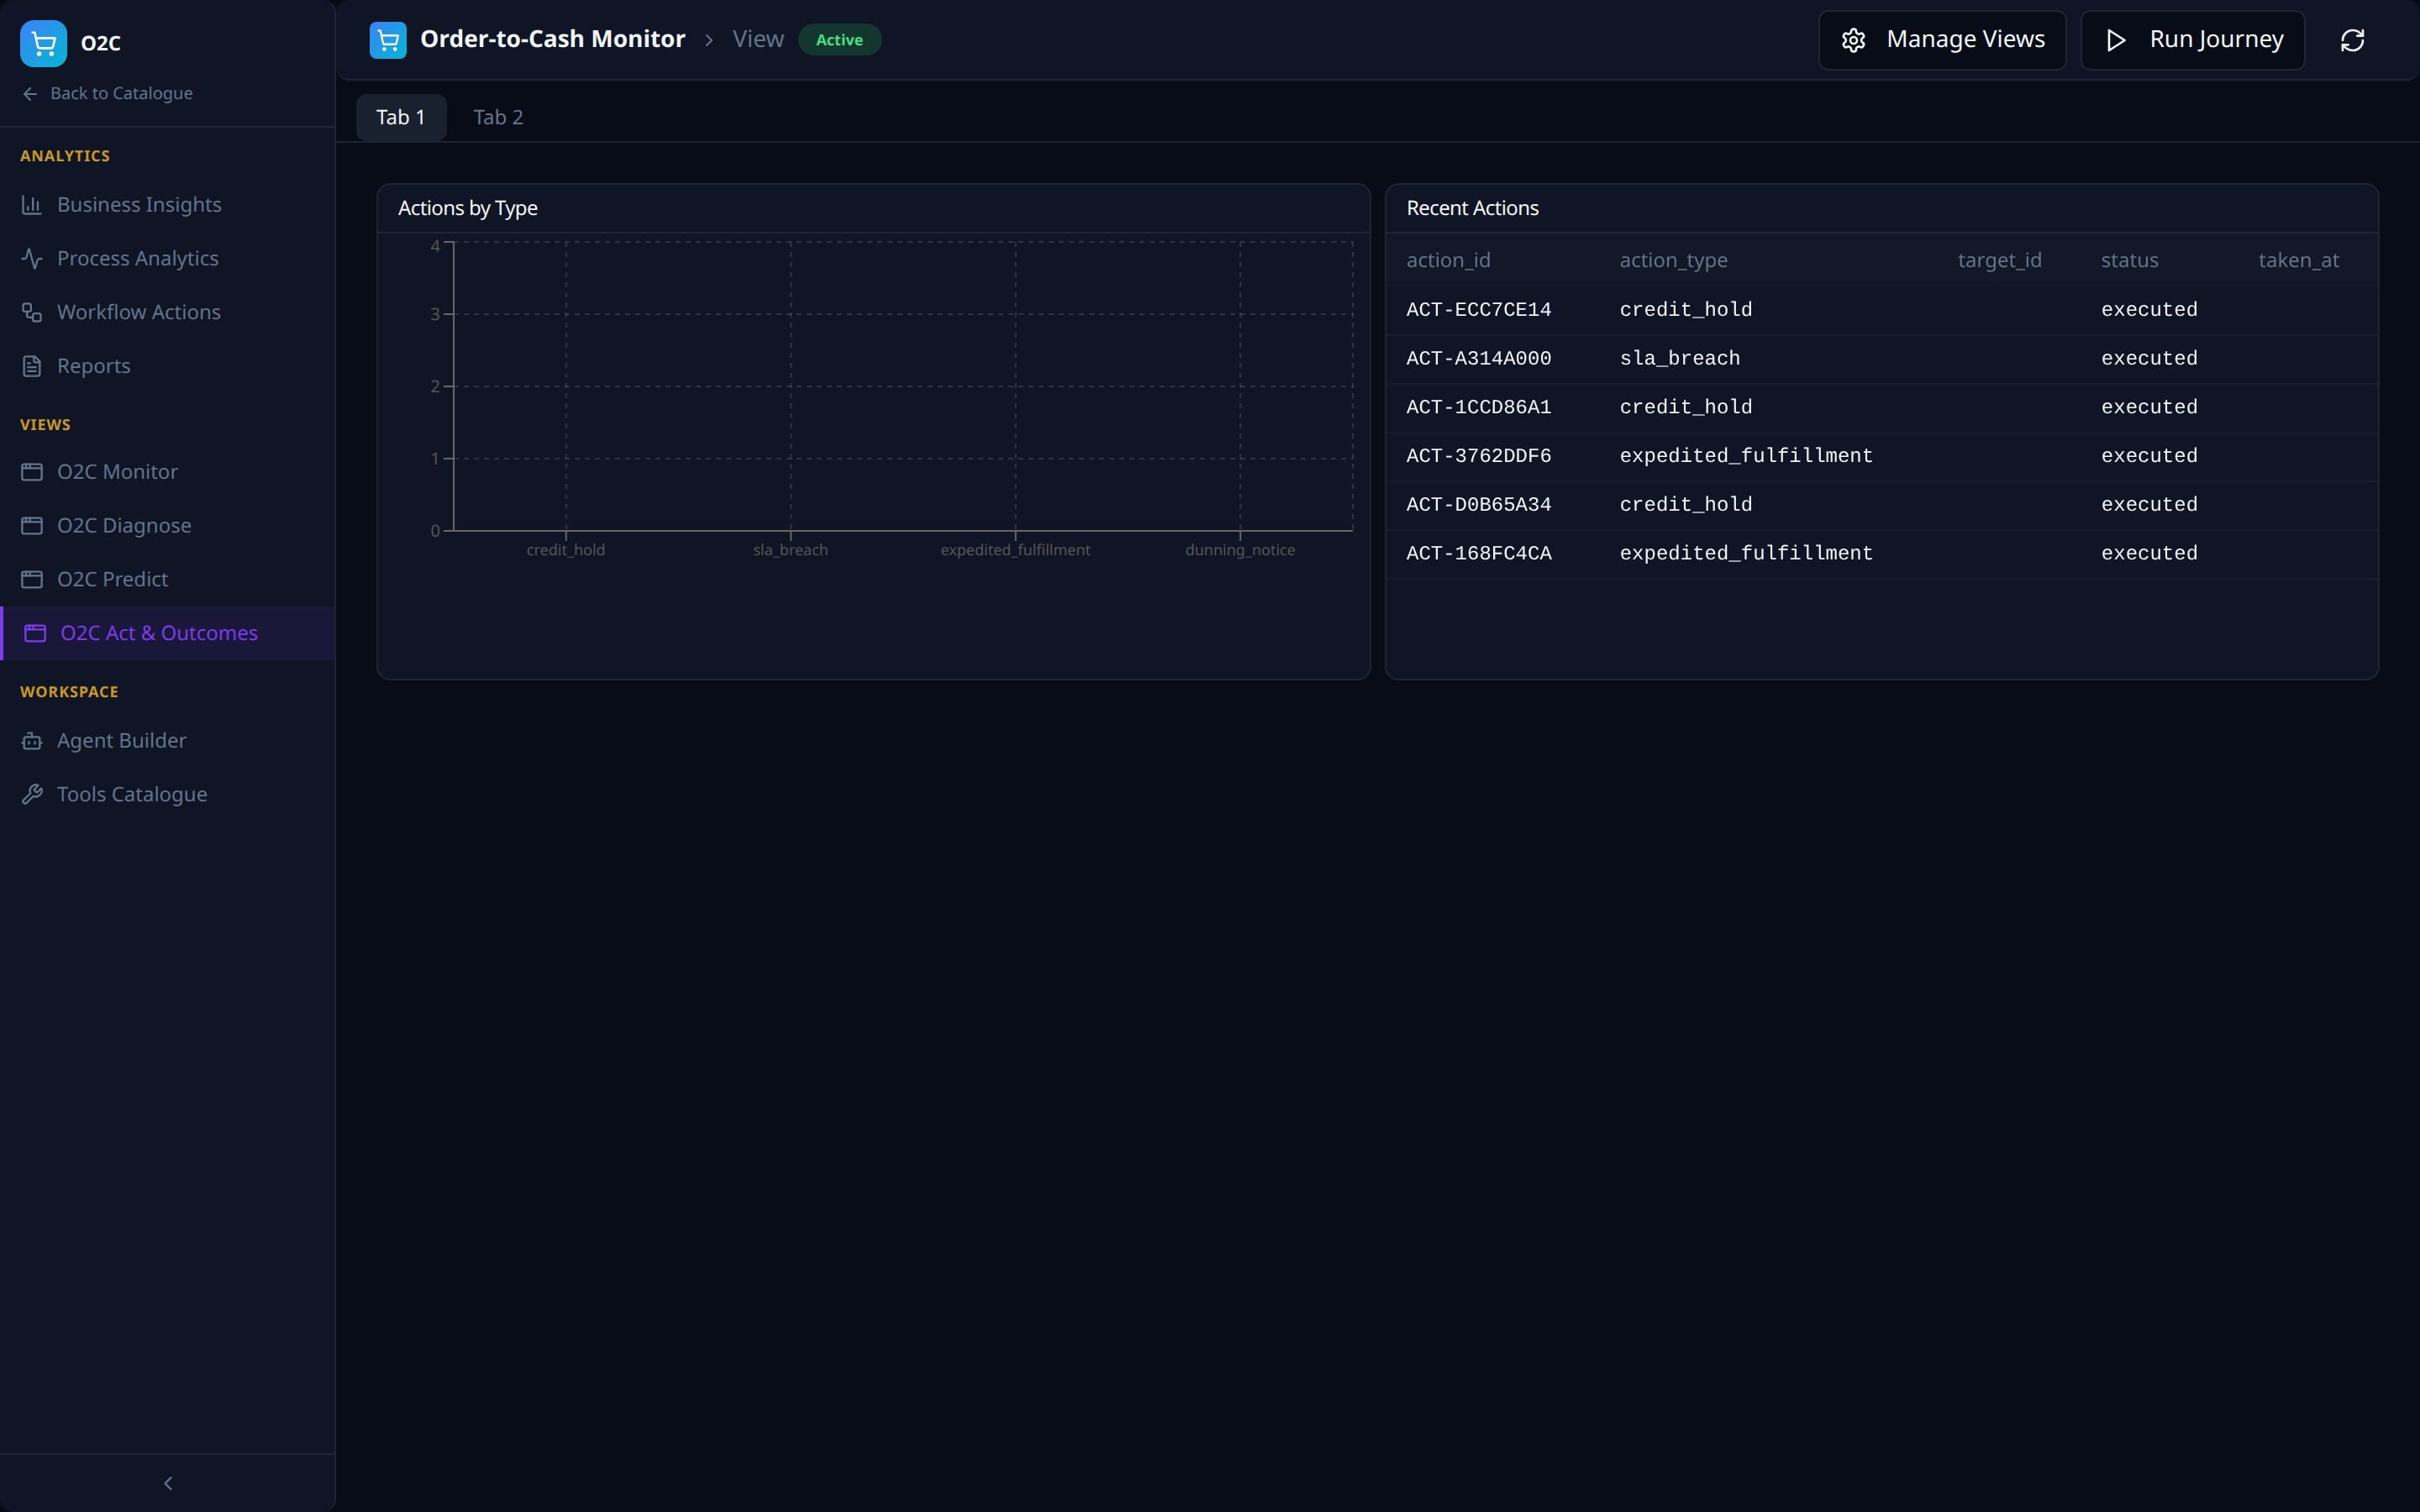 O2C
Back to Catalogue
ANALYTICS
Business Insights
Process Analytics
Workflow Actions
Reports
VIEWS
O2C Monitor
O2C Diagnose
O2C Predict
O2C Act & Outcomes
WORKSPACE
Agent Builder
Tools Catalogue
Order-to-Cash Monitor View Active Manage Views Run Journey
Tab 1 Tab 2
Actions by Type
4
3
2
1
0
credit_hold sla_breach expedited_fulfillment dunning_notice
Recent Actions
action_id action_type target_id status taken_at
ACT-ECC7CE14 credit_hold executed
ACT-A314A000 sla_breach executed
ACT-1CCD86A1 credit_hold executed
ACT-3762DDF6 expedited_fulfillment executed
ACT-D0B65A34 credit_hold executed
ACT-168FC4CA expedited_fulfillment executed